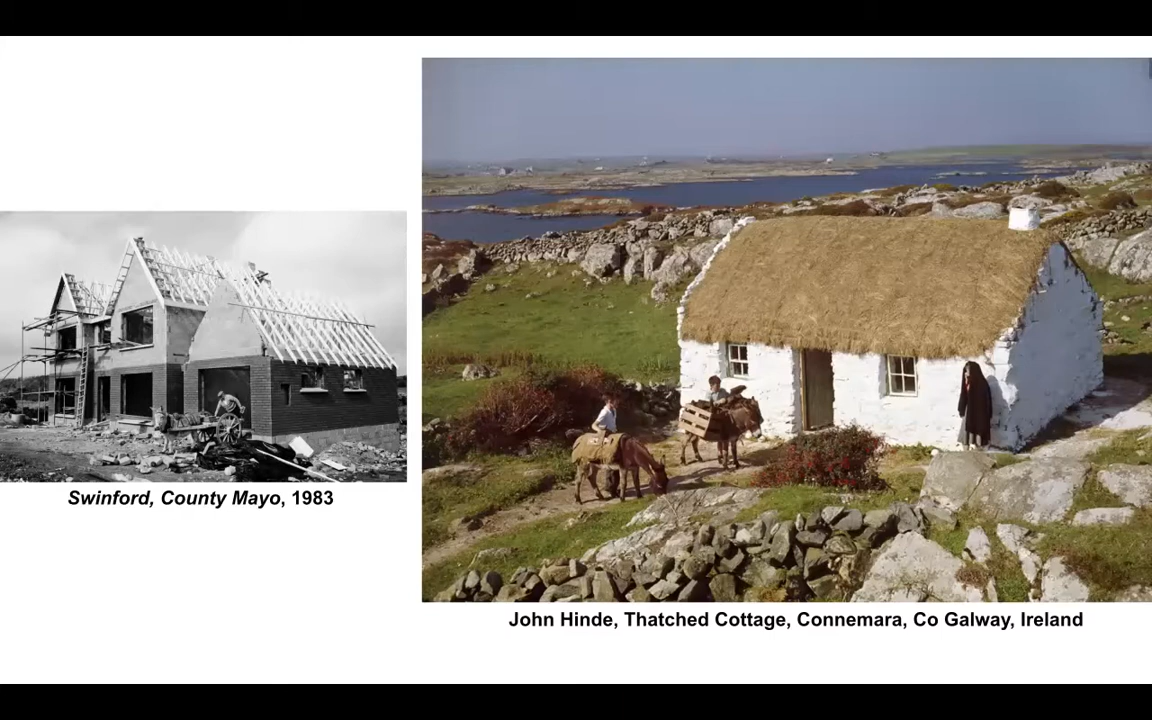 Swinford, County Mayo, 1983
John Hinde, Thatched Cottage, Connemara, Co Galway, Ireland